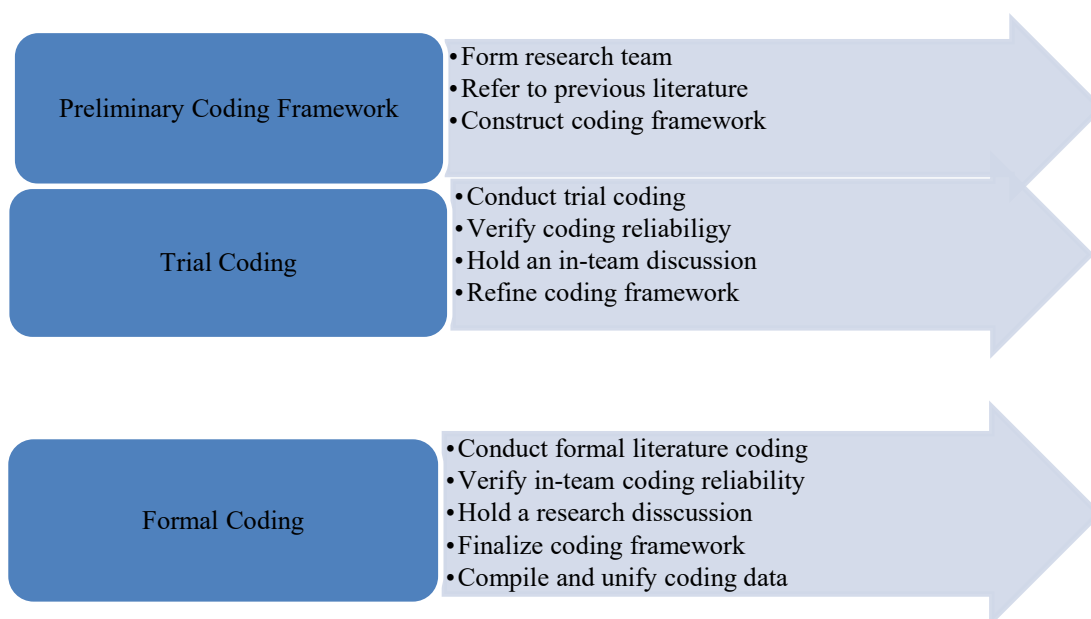 Preliminary Coding Framework
•Form research team
•Refer to previous literature
•Construct coding framework
Trial Coding
•Conduct trial coding
•Verify coding reliabiligy
•Hold an in-team discussion
•Refine coding framework
Formal Coding
•Conduct formal literature coding
•Verify in-team coding reliability
•Hold a research disscussion
•Finalize coding framework
•Compile and unify coding data